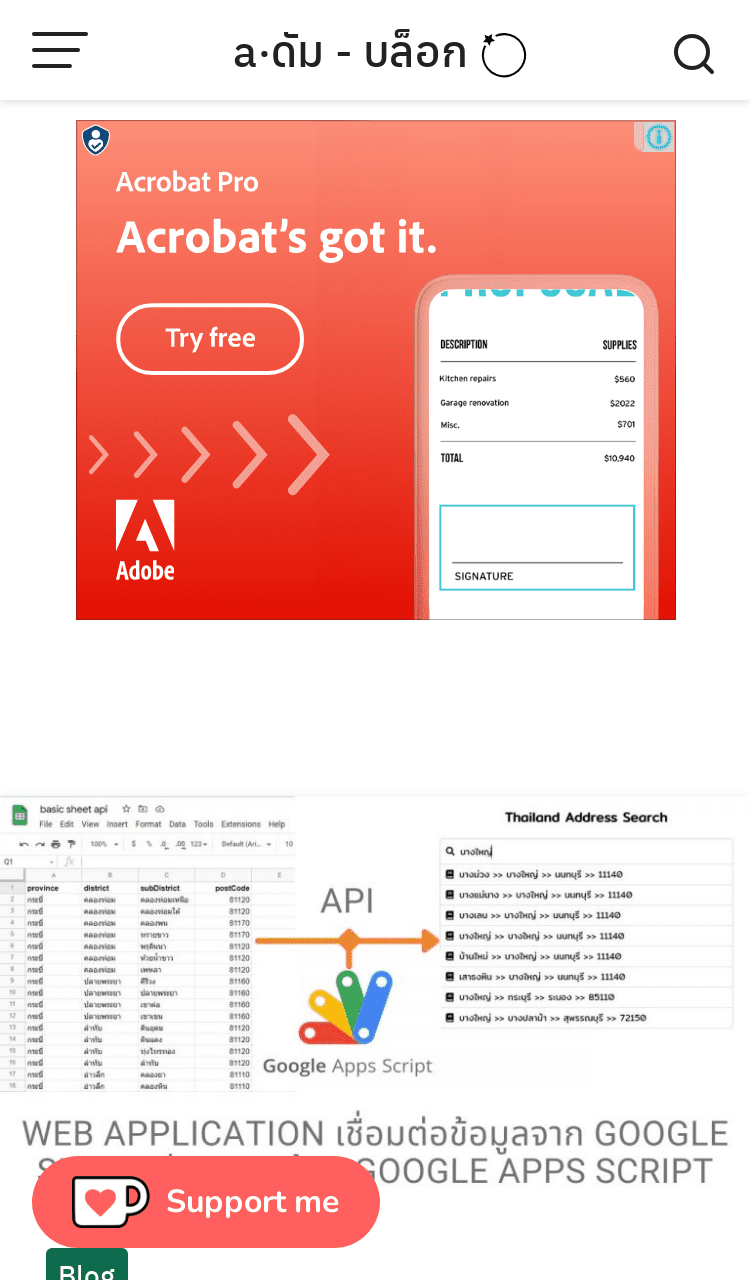 a·ดัม - บล็อก
Acrobat Pro
Acrobat's got it.
Try free
Adobe
DESCRIPTION SUPPLIES
Kitchen repairs $560
Garage renovation $2022
Misc. $701
TOTAL $10,940
SIGNATURE
basic sheet api
File Edit View Insert Format Data Tools Extensions Help
100% $ % .0 .00 123 Default (Ari... 10
Q1 fx
A B C D E
1 province district subDistrict postCode
2 กระบี่ คลองท่อม คลองท่อมเหนือ 81120
3 กระบี่ คลองท่อม คลองท่อมใต้ 81120
4 กระบี่ คลองท่อม คลองพน 81170
5 กระบี่ คลองท่อม ทรายขาว 81170
6 กระบี่ คลองท่อม พรุดินนา 81120
7 กระบี่ คลองท่อม ห้วยน้ำขาว 81120
8 กระบี่ คลองท่อม เพหลา 81120
9 กระบี่ ปลายพระยา คีรีวง 81160
10 กระบี่ ปลายพระยา ปลายพระยา 81160
11 กระบี่ ปลายพระยา เขาต่อ 81160
12 กระบี่ ปลายพระยา เขาเขน 81160
13 กระบี่ ลำทับ ดินอุดม 81120
14 กระบี่ ลำทับ ดินแดง 81120
15 กระบี่ ลำทับ ทุ่งไทรทอง 81120
16 กระบี่ ลำทับ ลำทับ 81120
17 กระบี่ อ่าวลึก คลองยา 81110
18 กระบี่ อ่าวลึก คลองหิน 81110
API
Google Apps Script
Thailand Address Search
บางใหญ่
บางม่วง >> บางใหญ่ >> นนทบุรี >> 11140
บางแม่นาง >> บางใหญ่ >> นนทบุรี >> 11140
บางเลน >> บางใหญ่ >> นนทบุรี >> 11140
บางใหญ่ >> บางใหญ่ >> นนทบุรี >> 11140
บ้านใหม่ >> บางใหญ่ >> นนทบุรี >> 11140
เสาธงหิน >> บางใหญ่ >> นนทบุรี >> 11140
บางใหญ่ >> กระบุรี >> ระนอง >> 85110
บางใหญ่ >> บางปลาม้า >> สุพรรณบุรี >> 72150
WEB APPLICATION เชื่อมต่อข้อมูลจาก GOOGLE
GOOGLE APPS SCRIPT
Support me
Blog